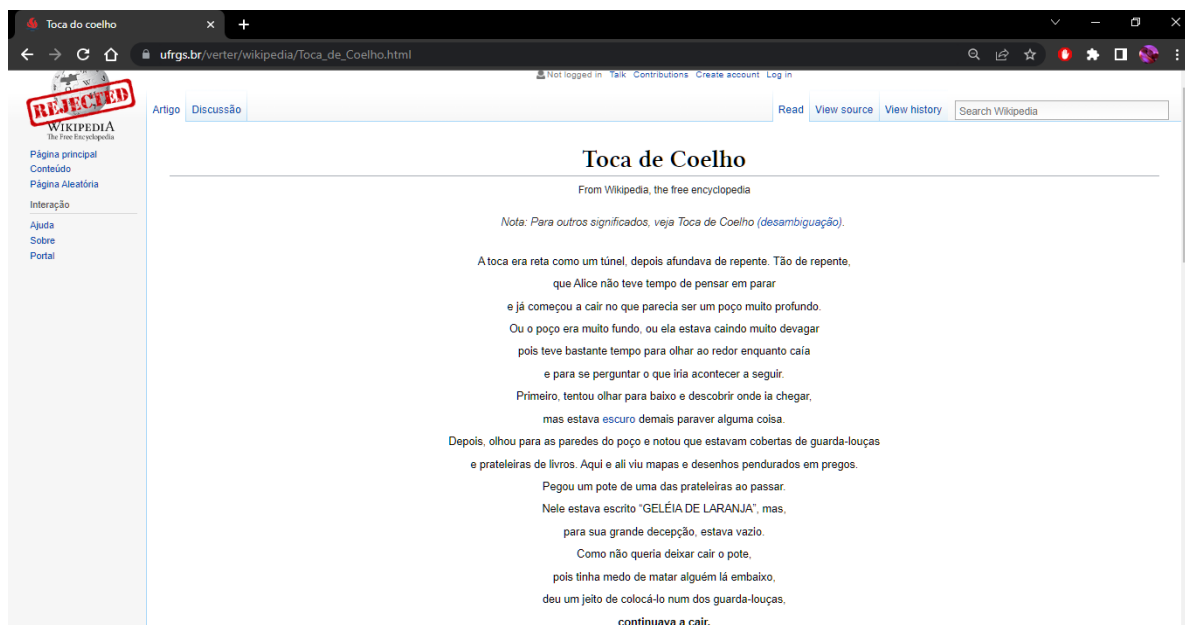 Toca do coelho
ufrgs.br/verter/wikipedia/Toca_de_Coelho.html
Not logged in Talk Contributions Create account Log in
REJECTED
WIKIPEDIA
The Free Encyclopedia
Artigo Discussão Read View source View history Search Wikipedia
Página principal
Conteúdo
Página Aleatória
Interação
Ajuda
Sobre
Portal
Toca de Coelho
From Wikipedia, the free encyclopedia
Nota: Para outros significados, veja Toca de Coelho (desambiguação).
A toca era reta como um túnel, depois afundava de repente. Tão de repente,
que Alice não teve tempo de pensar em parar
e já começou a cair no que parecia ser um poço muito profundo.
Ou o poço era muito fundo, ou ela estava caindo muito devagar
pois teve bastante tempo para olhar ao redor enquanto caía
e para se perguntar o que iria acontecer a seguir.
Primeiro, tentou olhar para baixo e descobrir onde ia chegar,
mas estava escuro demais paraver alguma coisa.
Depois, olhou para as paredes do poço e notou que estavam cobertas de guarda-louças
e prateleiras de livros. Aqui e ali viu mapas e desenhos pendurados em pregos.
Pegou um pote de uma das prateleiras ao passar.
Nele estava escrito “GELÉIA DE LARANJA”, mas,
para sua grande decepção, estava vazio.
Como não queria deixar cair o pote,
pois tinha medo de matar alguém lá embaixo,
deu um jeito de colocá-lo num dos guarda-louças,
continuava a cair.